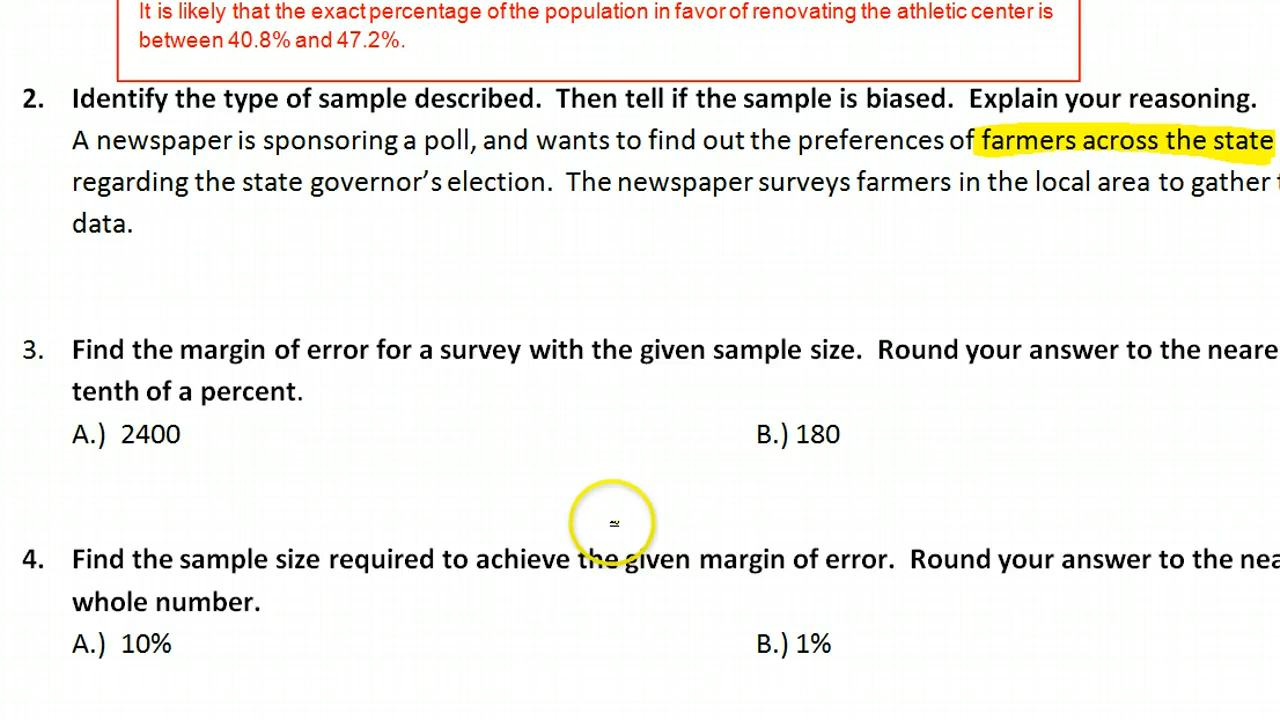 It is likely that the exact percentage of the population in favor of renovating the athletic center is
between 40.8% and 47.2%.
2. Identify the type of sample described. Then tell if the sample is biased. Explain your reasoning.
A newspaper is sponsoring a poll, and wants to find out the preferences of farmers across the state
regarding the state governor's election. The newspaper surveys farmers in the local area to gather
data.
3. Find the margin of error for a survey with the given sample size. Round your answer to the
tenth of a percent.
A.) 2400 B.) 180
4. Find the sample size required to achieve the given margin of error. Round your answer to the
whole number.
A.) 10% B.) 1%